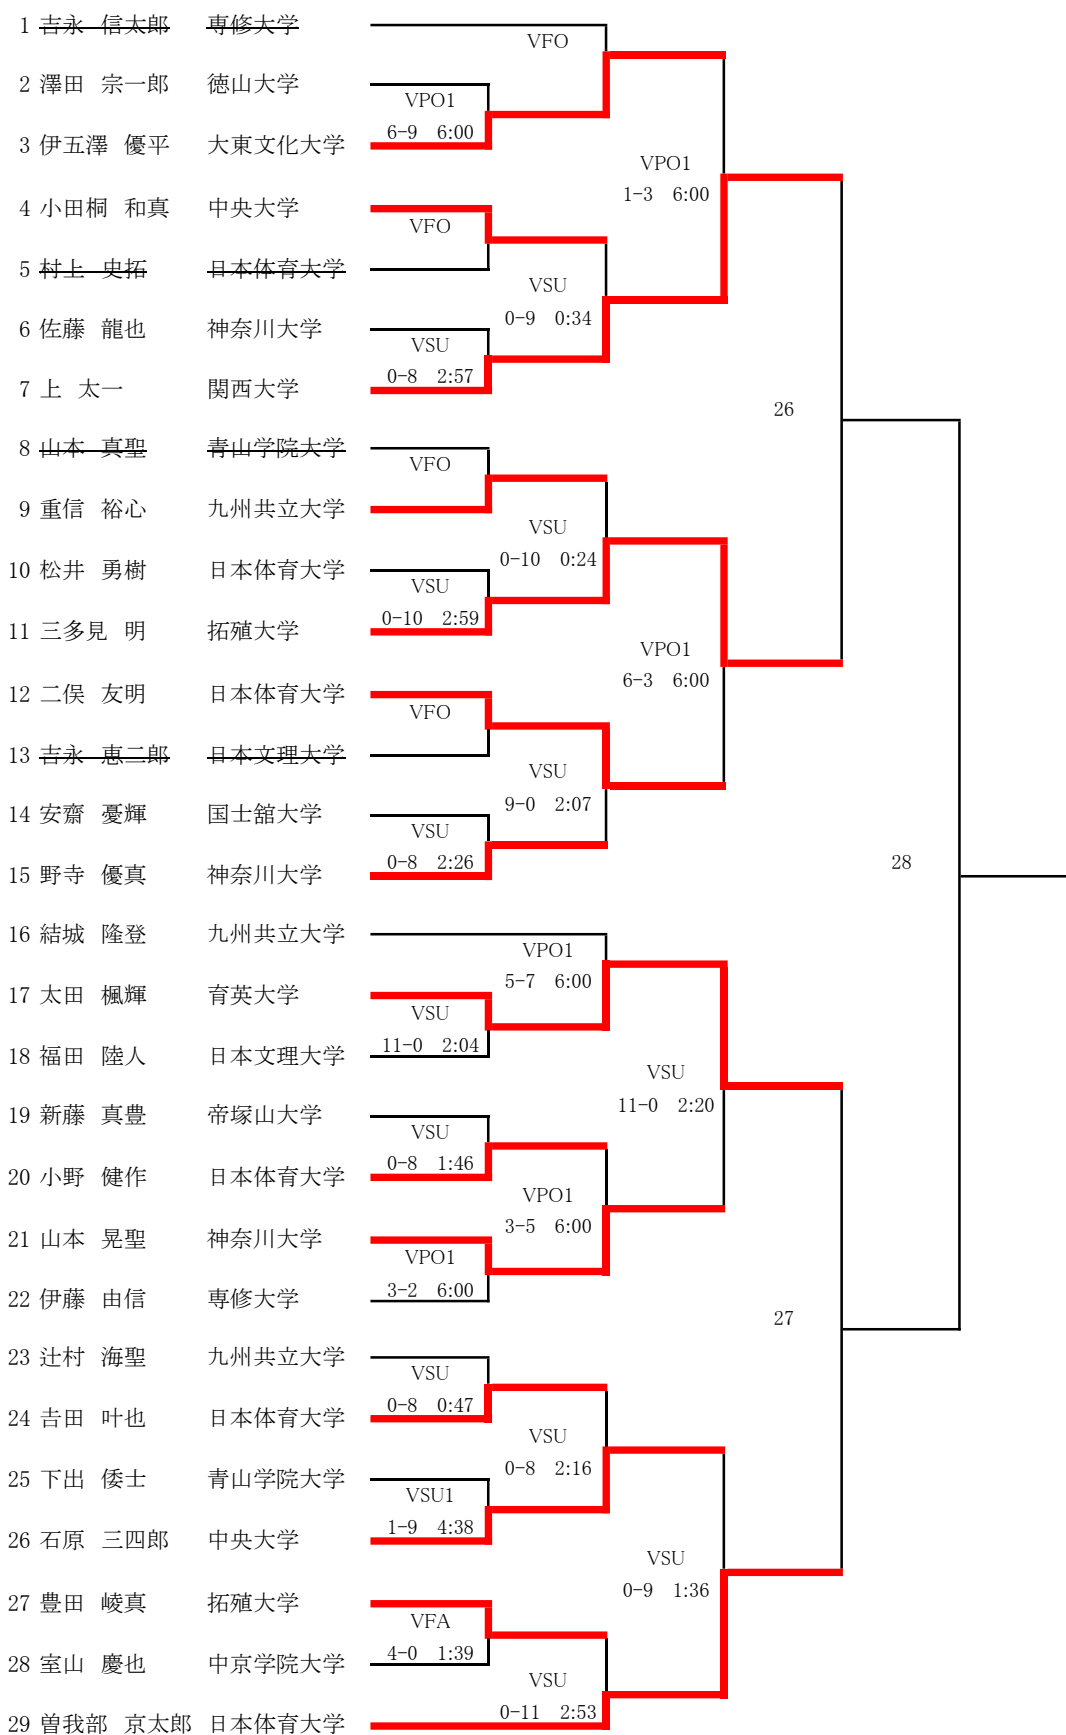 1 吉永 信太郎 専修大学
VFO
2 澤田 宗一郎 徳山大学
VPO1
6-9 6:00
3 伊五澤 優平 大東文化大学
VPO1
1-3 6:00
4 小田桐 和真 中央大学
VFO
5 村上 史拓 日本体育大学
VSU
0-9 0:34
6 佐藤 龍也 神奈川大学
VSU
0-8 2:57
7 上 太一 関西大学
26
8 山本 真聖 青山学院大学
VFO
9 重信 裕心 九州共立大学
VSU
0-10 0:24
10 松井 勇樹 日本体育大学
VSU
0-10 2:59
11 三多見 明 拓殖大学
VPO1
6-3 6:00
12 二俣 友明 日本体育大学
VFO
13 吉永 恵二郎 日本文理大学
VSU
9-0 2:07
14 安齋 憂輝 国士舘大学
VSU
0-8 2:26
15 野寺 優真 神奈川大学
28
16 結城 隆登 九州共立大学
VPO1
5-7 6:00
17 太田 楓輝 育英大学
VSU
11-0 2:04
18 福田 陸人 日本文理大学
VSU
11-0 2:20
19 新藤 真豊 帝塚山大学
VSU
0-8 1:46
20 小野 健作 日本体育大学
VPO1
3-5 6:00
21 山本 晃聖 神奈川大学
VPO1
3-2 6:00
22 伊藤 由信 専修大学
27
23 辻村 海聖 九州共立大学
VSU
0-8 0:47
24 吉田 叶也 日本体育大学
VSU
0-8 2:16
25 下出 倭士 青山学院大学
VSU1
1-9 4:38
26 石原 三四郎 中央大学
VSU
0-9 1:36
27 豊田 崚真 拓殖大学
VFA
4-0 1:39
28 室山 慶也 中京学院大学
VSU
0-11 2:53
29 曽我部 京太郎 日本体育大学